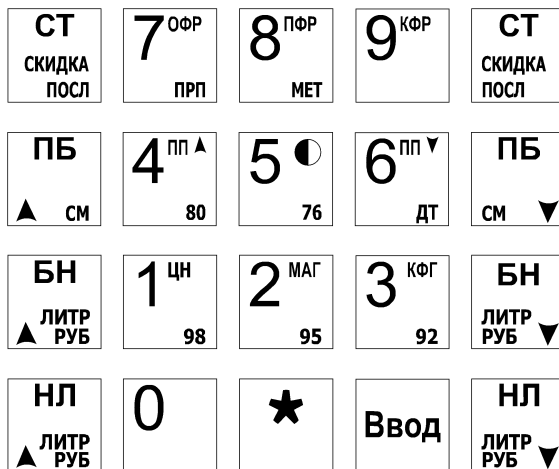 СТ 7 ОФР 8 ПФР 9 КФР СТ
СКИДКА СКИДКА
ПОСЛ ПРП МЕТ ПОСЛ
ПБ 4 ПП 5 6 ПП ПБ
СМ 80 76 ДТ СМ
БН 1 ЦН 2 МАГ 3 КФГ БН
ЛИТР ЛИТР
РУБ 98 95 92 РУБ
НЛ 0 * Ввод НЛ
ЛИТР ЛИТР
РУБ РУБ